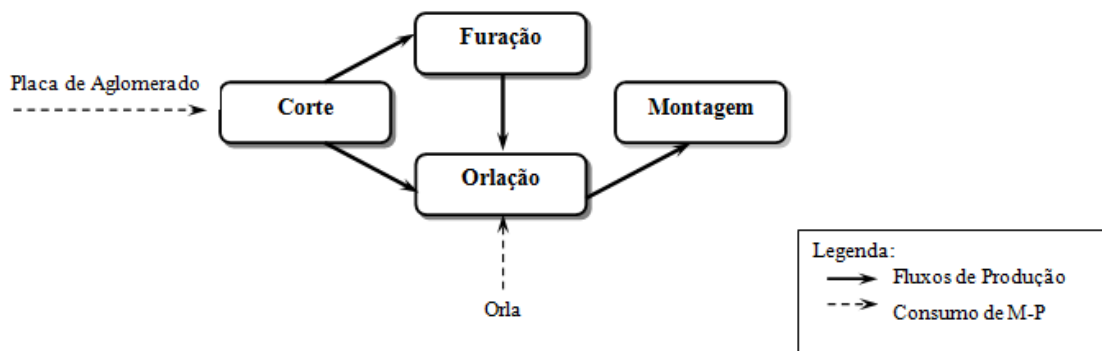 Furação
Placa de Aglomerado
Corte
Montagem
Orlação
Legenda:
Fluxos de Produção
Consumo de M-P
Orla